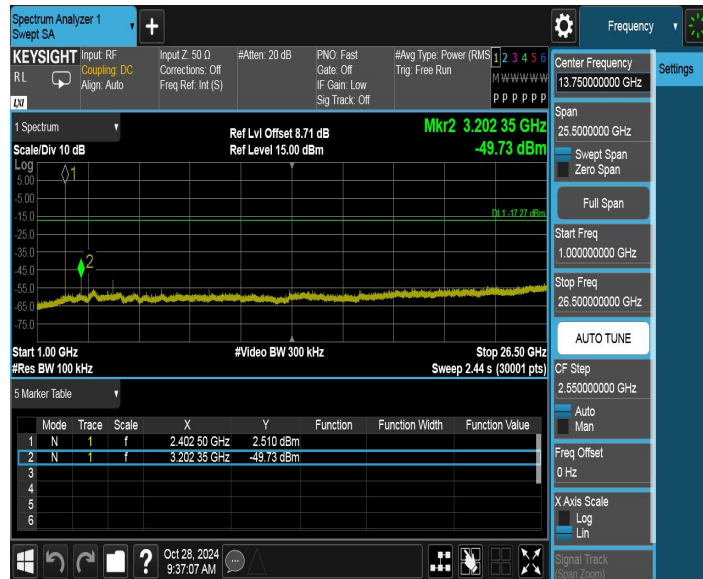 Spectrum Analyzer 1
Swept SA
+
Frequency
KEYSIGHT
RL
LXI
Input: RF
Coupling: DC
Align: Auto
Input Z: 50 Ω
Corrections: Off
Freq Ref: Int (S)
#Atten: 20 dB
PNO: Fast
Gate: Off
IF Gain: Low
Sig Track: Off
#Avg Type: Power (RMS
Trig: Free Run
1 2 3 4 5 6
M W W W W W
P P P P P P
1 Spectrum
Scale/Div 10 dB
Ref Lvl Offset 8.71 dB
Ref Level 15.00 dBm
Mkr2 3.202 35 GHz
-49.73 dBm
Log
5.00
-5.00
-15.0
-25.0
-35.0
-45.0
-55.0
-65.0
-75.0
1
2
DL1 -17.27 dBm
Start 1.00 GHz
#Video BW 300 kHz
Stop 26.50 GHz
#Res BW 100 kHz
Sweep 2.44 s (30001 pts)
5 Marker Table
Mode Trace Scale X Y Function Function Width Function Value
1 N 1 f 2.402 50 GHz 2.510 dBm
2 N 1 f 3.202 35 GHz -49.73 dBm
3
4
5
6
?
Oct 28, 2024
9:37:07 AM
Center Frequency
13.750000000 GHz
Settings
Span
25.5000000 GHz
Swept Span
Zero Span
Full Span
Start Freq
1.000000000 GHz
Stop Freq
26.500000000 GHz
AUTO TUNE
CF Step
2.550000000 GHz
Auto
Man
Freq Offset
0 Hz
X Axis Scale
Log
Lin
Signal Track
(Span Zoom)